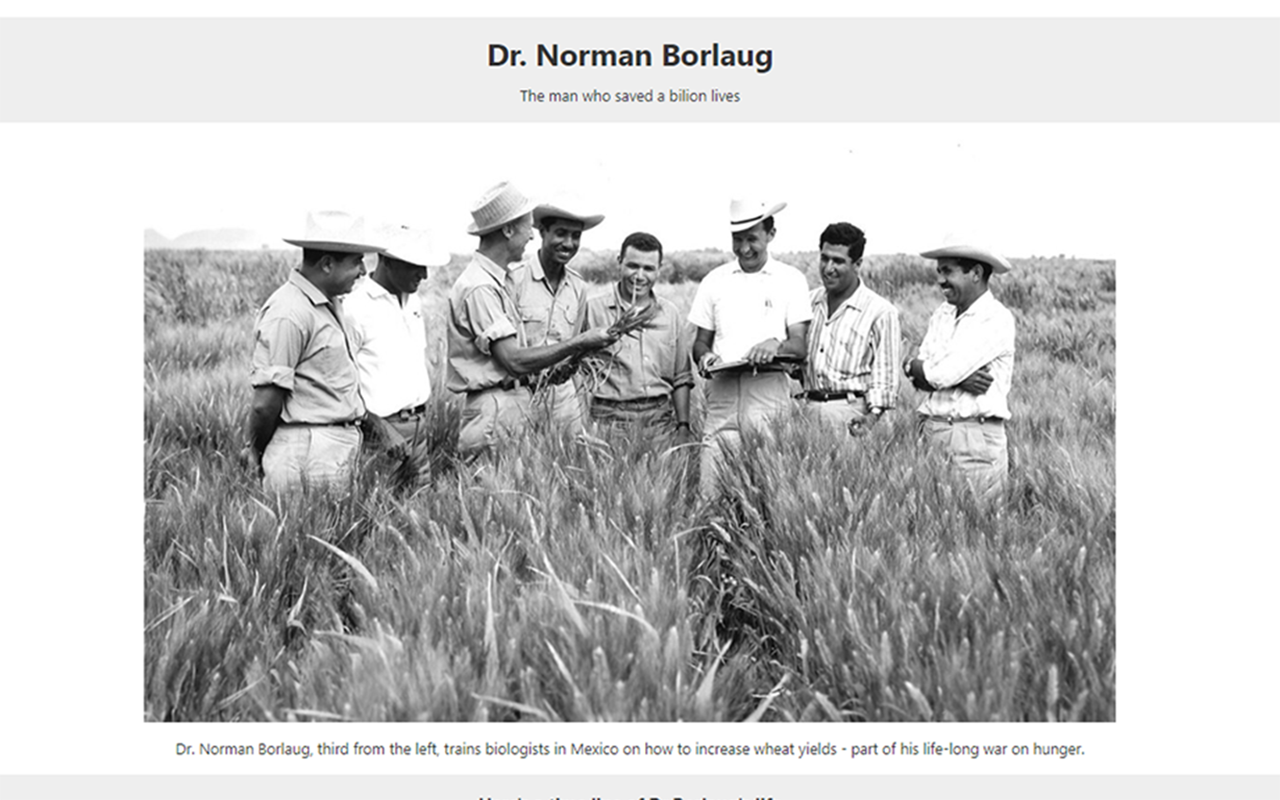 Dr. Norman Borlaug
The man who saved a bilion lives
Dr. Norman Borlaug, third from the left, trains biologists in Mexico on how to increase wheat yields - part of his life-long war on hunger.